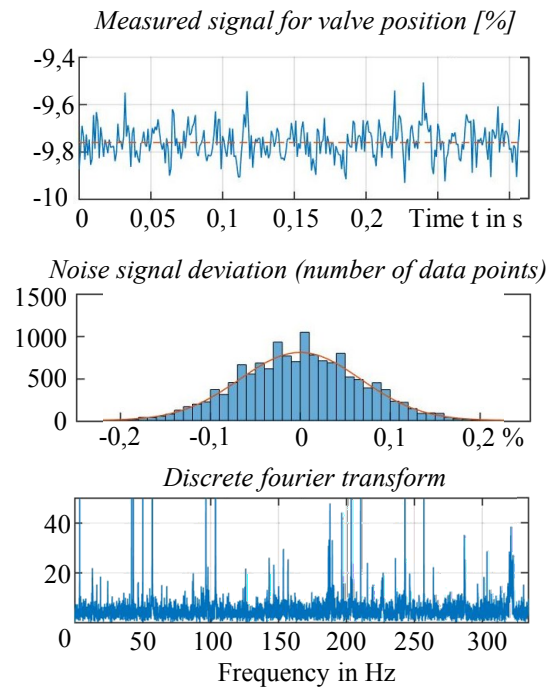 Measured signal for valve position [%]
-9,4
-9,6
-9,8
-10
0 0,05 0,1 0,15 0,2 Time t in s
Noise signal deviation (number of data points)
1500
1000
500
0
-0,2 -0,1 0 0,1 0,2 %
Discrete fourier transform
40
20
0 50 100 150 200 250 300
Frequency in Hz